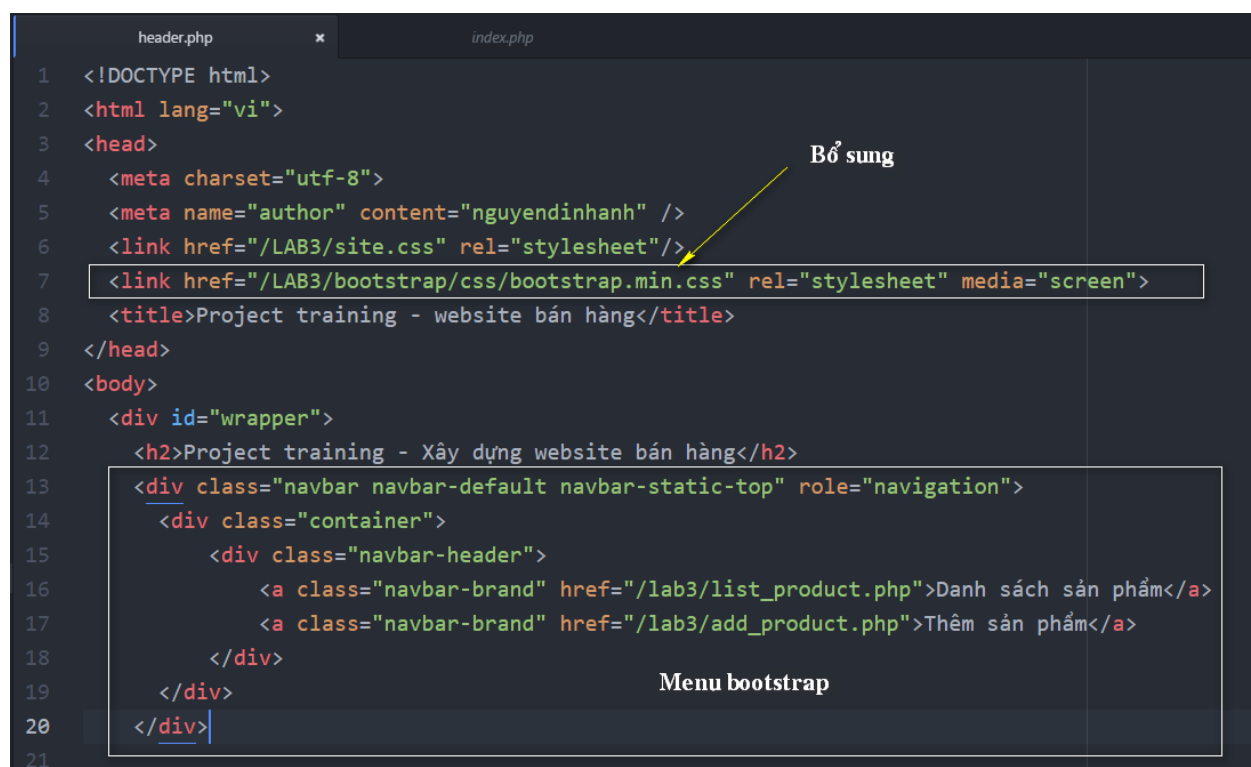 header.php × index.php
1 <!DOCTYPE html>
2 <html lang="vi">
3 <head>
Bổ sung
4 <meta charset="utf-8">
5 <meta name="author" content="nguyendinhanh" />
6 <link href="/LAB3/site.css" rel="stylesheet"/>
7 <link href="/LAB3/bootstrap/css/bootstrap.min.css" rel="stylesheet" media="screen">
8 <title>Project training - website bán hàng</title>
9 </head>
10 <body>
11 <div id="wrapper">
12 <h2>Project training - Xây dựng website bán hàng</h2>
13 <div class="navbar navbar-default navbar-static-top" role="navigation">
14 <div class="container">
15 <div class="navbar-header">
16 <a class="navbar-brand" href="/lab3/list_product.php">Danh sách sản phẩm</a>
17 <a class="navbar-brand" href="/lab3/add_product.php">Thêm sản phẩm</a>
18 </div>
19 </div>
Menu bootstrap
20 </div>
21